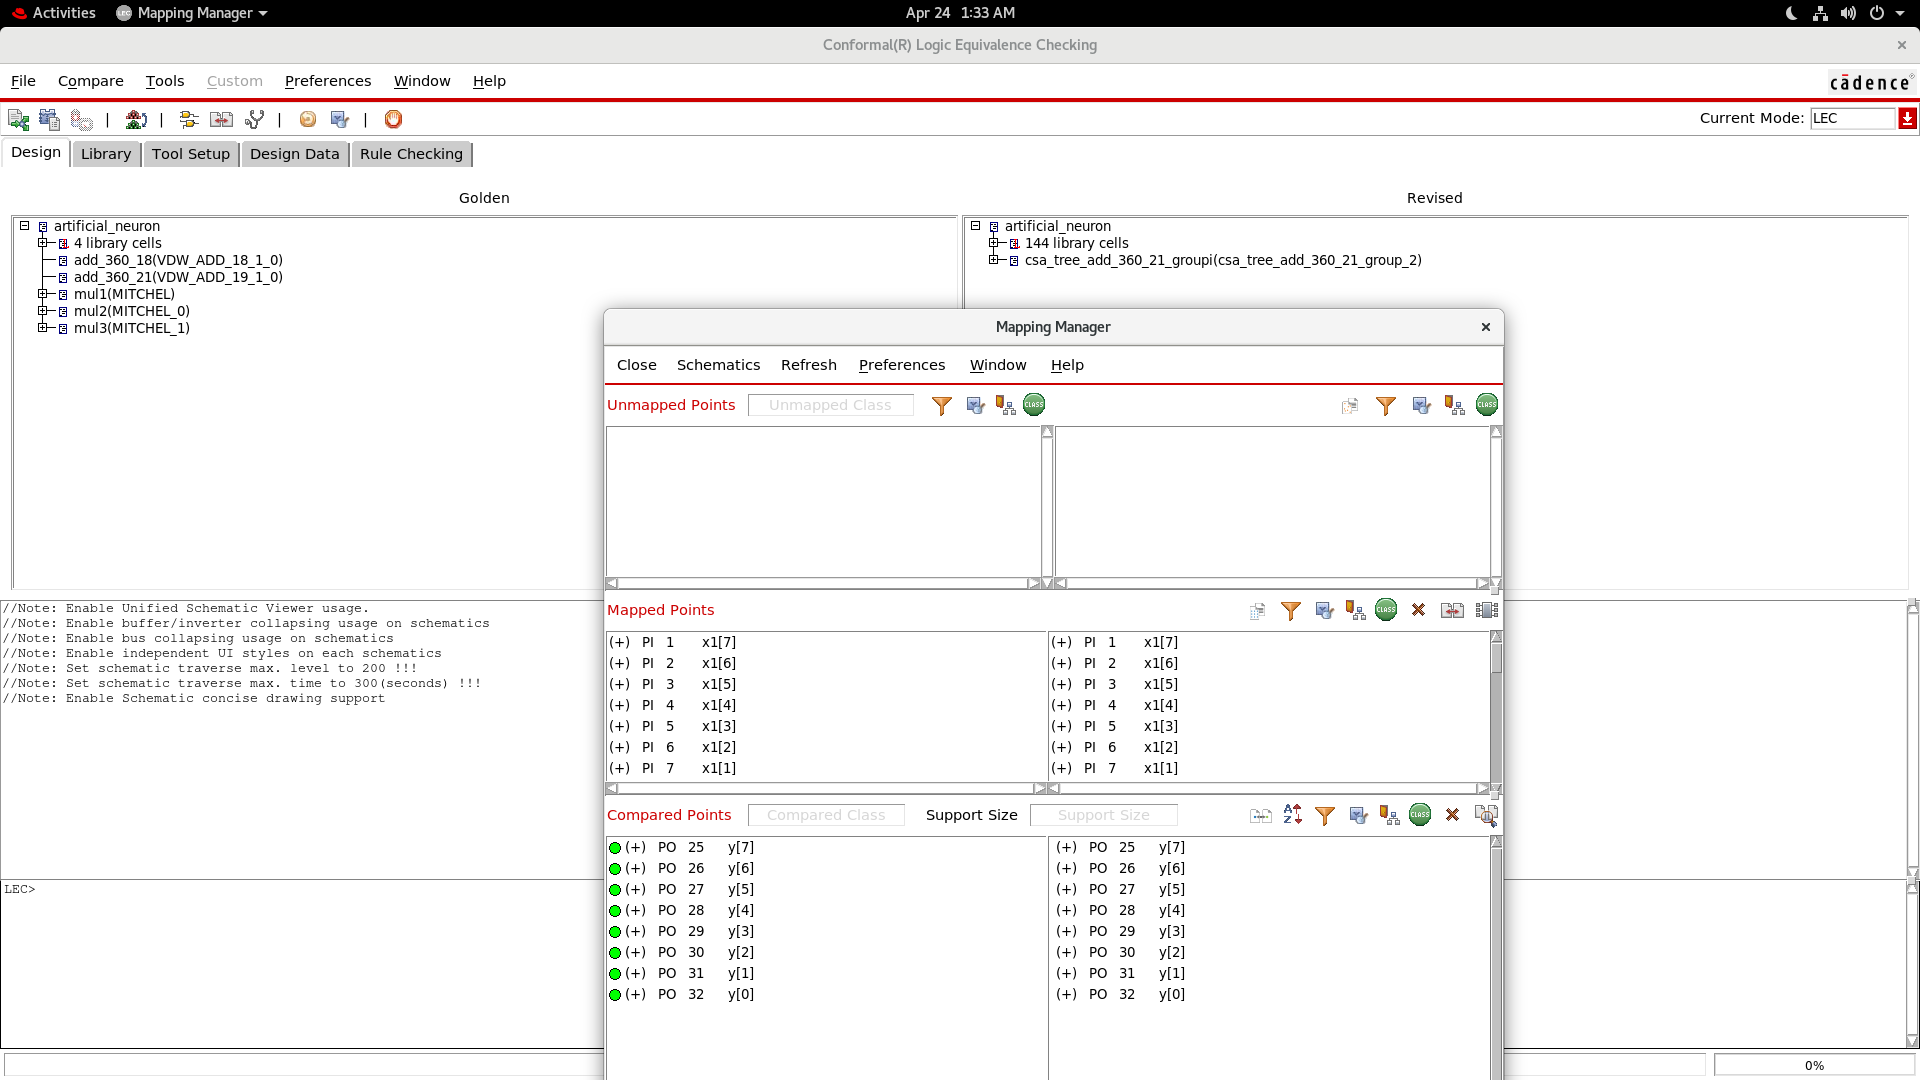 Activities
Mapping Manager
Apr 24 1:33 AM
Conformal(R) Logic Equivalence Checking
File Compare Tools Custom Preferences Window Help
cādence®
Current Mode: LEC
Design Library Tool Setup Design Data Rule Checking
Golden
artificial_neuron
4 library cells
add_360_18(VDW_ADD_18_1_0)
add_360_21(VDW_ADD_19_1_0)
mul1(MITCHEL)
mul2(MITCHEL_0)
mul3(MITCHEL_1)
Revised
artificial_neuron
144 library cells
csa_tree_add_360_21_groupi(csa_tree_add_360_21_group_2)
//Note: Enable Unified Schematic Viewer usage.
//Note: Enable buffer/inverter collapsing usage on schematics
//Note: Enable bus collapsing usage on schematics
//Note: Enable independent UI styles on each schematics
//Note: Set schematic traverse max. level to 200 !!!
//Note: Set schematic traverse max. time to 300(seconds) !!!
//Note: Enable Schematic concise drawing support
LEC>
Mapping Manager
Close Schematics Refresh Preferences Window Help
Unmapped Points Unmapped Class CLASS CLASS
Mapped Points CLASS
(+) PI 1 x1[7] (+) PI 1 x1[7]
(+) PI 2 x1[6] (+) PI 2 x1[6]
(+) PI 3 x1[5] (+) PI 3 x1[5]
(+) PI 4 x1[4] (+) PI 4 x1[4]
(+) PI 5 x1[3] (+) PI 5 x1[3]
(+) PI 6 x1[2] (+) PI 6 x1[2]
(+) PI 7 x1[1] (+) PI 7 x1[1]
Compared Points Compared Class Support Size Support Size A Z CLASS
(+) PO 25 y[7] (+) PO 25 y[7]
(+) PO 26 y[6] (+) PO 26 y[6]
(+) PO 27 y[5] (+) PO 27 y[5]
(+) PO 28 y[4] (+) PO 28 y[4]
(+) PO 29 y[3] (+) PO 29 y[3]
(+) PO 30 y[2] (+) PO 30 y[2]
(+) PO 31 y[1] (+) PO 31 y[1]
(+) PO 32 y[0] (+) PO 32 y[0]
0%